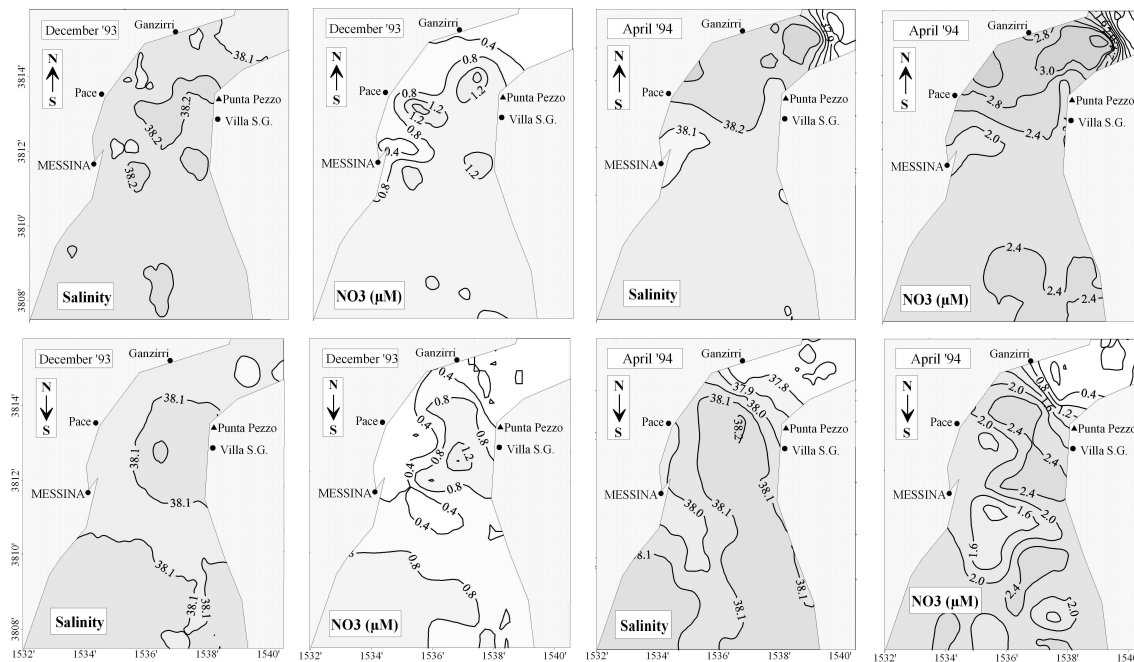 December '93
Ganzirri
38.1
N
S
Pace
38.2
38.2
38.2
Punta Pezzo
Villa S.G.
MESSINA
Salinity
3814'
3812'
3810'
3808'
December '93
Ganzirri
0.4
N
S
0.8
Pace
0.8
1.2
1.2
1.2
Punta Pezzo
Villa S.G.
0.8
0.4
MESSINA
1.2
0.8
NO3 (µM)
April '94
Ganzirri
N
S
Pace
Punta Pezzo
38.2
Villa S.G.
38.1
MESSINA
Salinity
April '94
Ganzirri
2.8
N
S
3.0
Pace
2.8
Punta Pezzo
2.4
Villa S.G.
2.0
MESSINA
2.4
2.4
2.4
NO3 (µM)
December '93
Ganzirri
N
S
38.1
Pace
Punta Pezzo
Villa S.G.
38.1
MESSINA
38.1
38.1
38.1
38.1
Salinity
3814'
3812'
3810'
3808'
1532'
1534'
1536'
1538'
1540'
December '93
Ganzirri
N
S
0.4
0.8
0.4
0.8
Pace
Punta Pezzo
Villa S.G.
0.8
1.2
0.4
MESSINA
0.8
0.4
0.8
NO3 (µM)
1532'
1534'
1536'
1538'
1540'
April '94
Ganzirri
37.8
37.9
38.0
N
S
38.1
38.1
38.2
Pace
Punta Pezzo
Villa S.G.
MESSINA
38.1
38.0
38.1
38.1
38.1
38.1
Salinity
1532'
1534'
1536'
1538'
1540'
April '94
Ganzirri
0.8
0.4
2.0
1.2
1.6
N
S
2.4
2.0
Pace
Punta Pezzo
2.4
Villa S.G.
2.4
MESSINA
1.6
2.0
1.6
2.0
2.4
2.0
NO3 (µM)
1532'
1534'
1536'
1538'